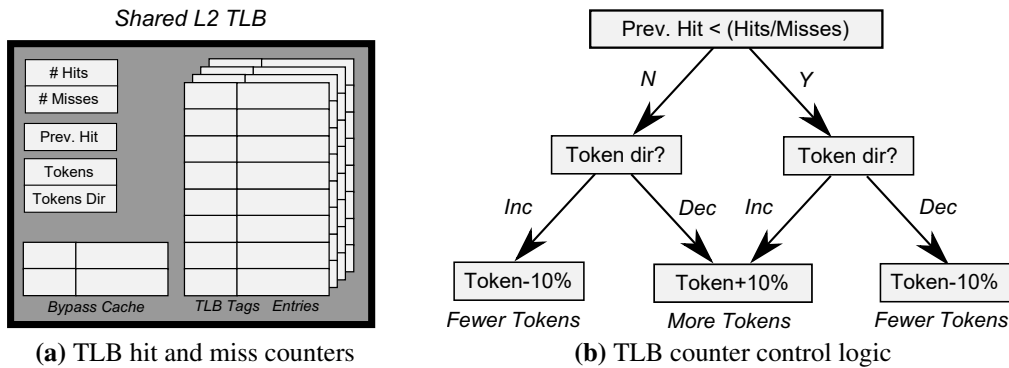 Shared L2 TLB
# Hits
# Misses
Prev. Hit
Tokens
Tokens Dir
Bypass Cache
TLB Tags Entries
(a) TLB hit and miss counters
Prev. Hit < (Hits/Misses)
N
Y
Token dir?
Token dir?
Inc
Dec
Inc
Dec
Token-10%
Token+10%
Token-10%
Fewer Tokens
More Tokens
Fewer Tokens
(b) TLB counter control logic